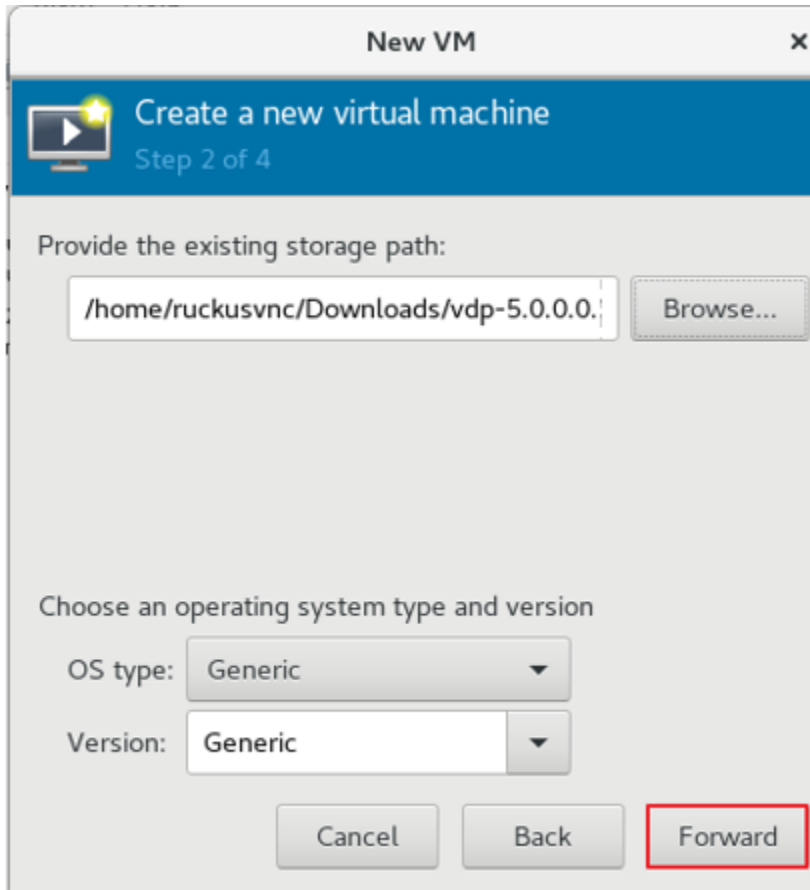 New VM
Create a new virtual machine
Step 2 of 4
Provide the existing storage path:
/home/ruckusvnc/Downloads/vdp-5.0.0.0. Browse...
Choose an operating system type and version
OS type: Generic
Version: Generic
Cancel Back Forward